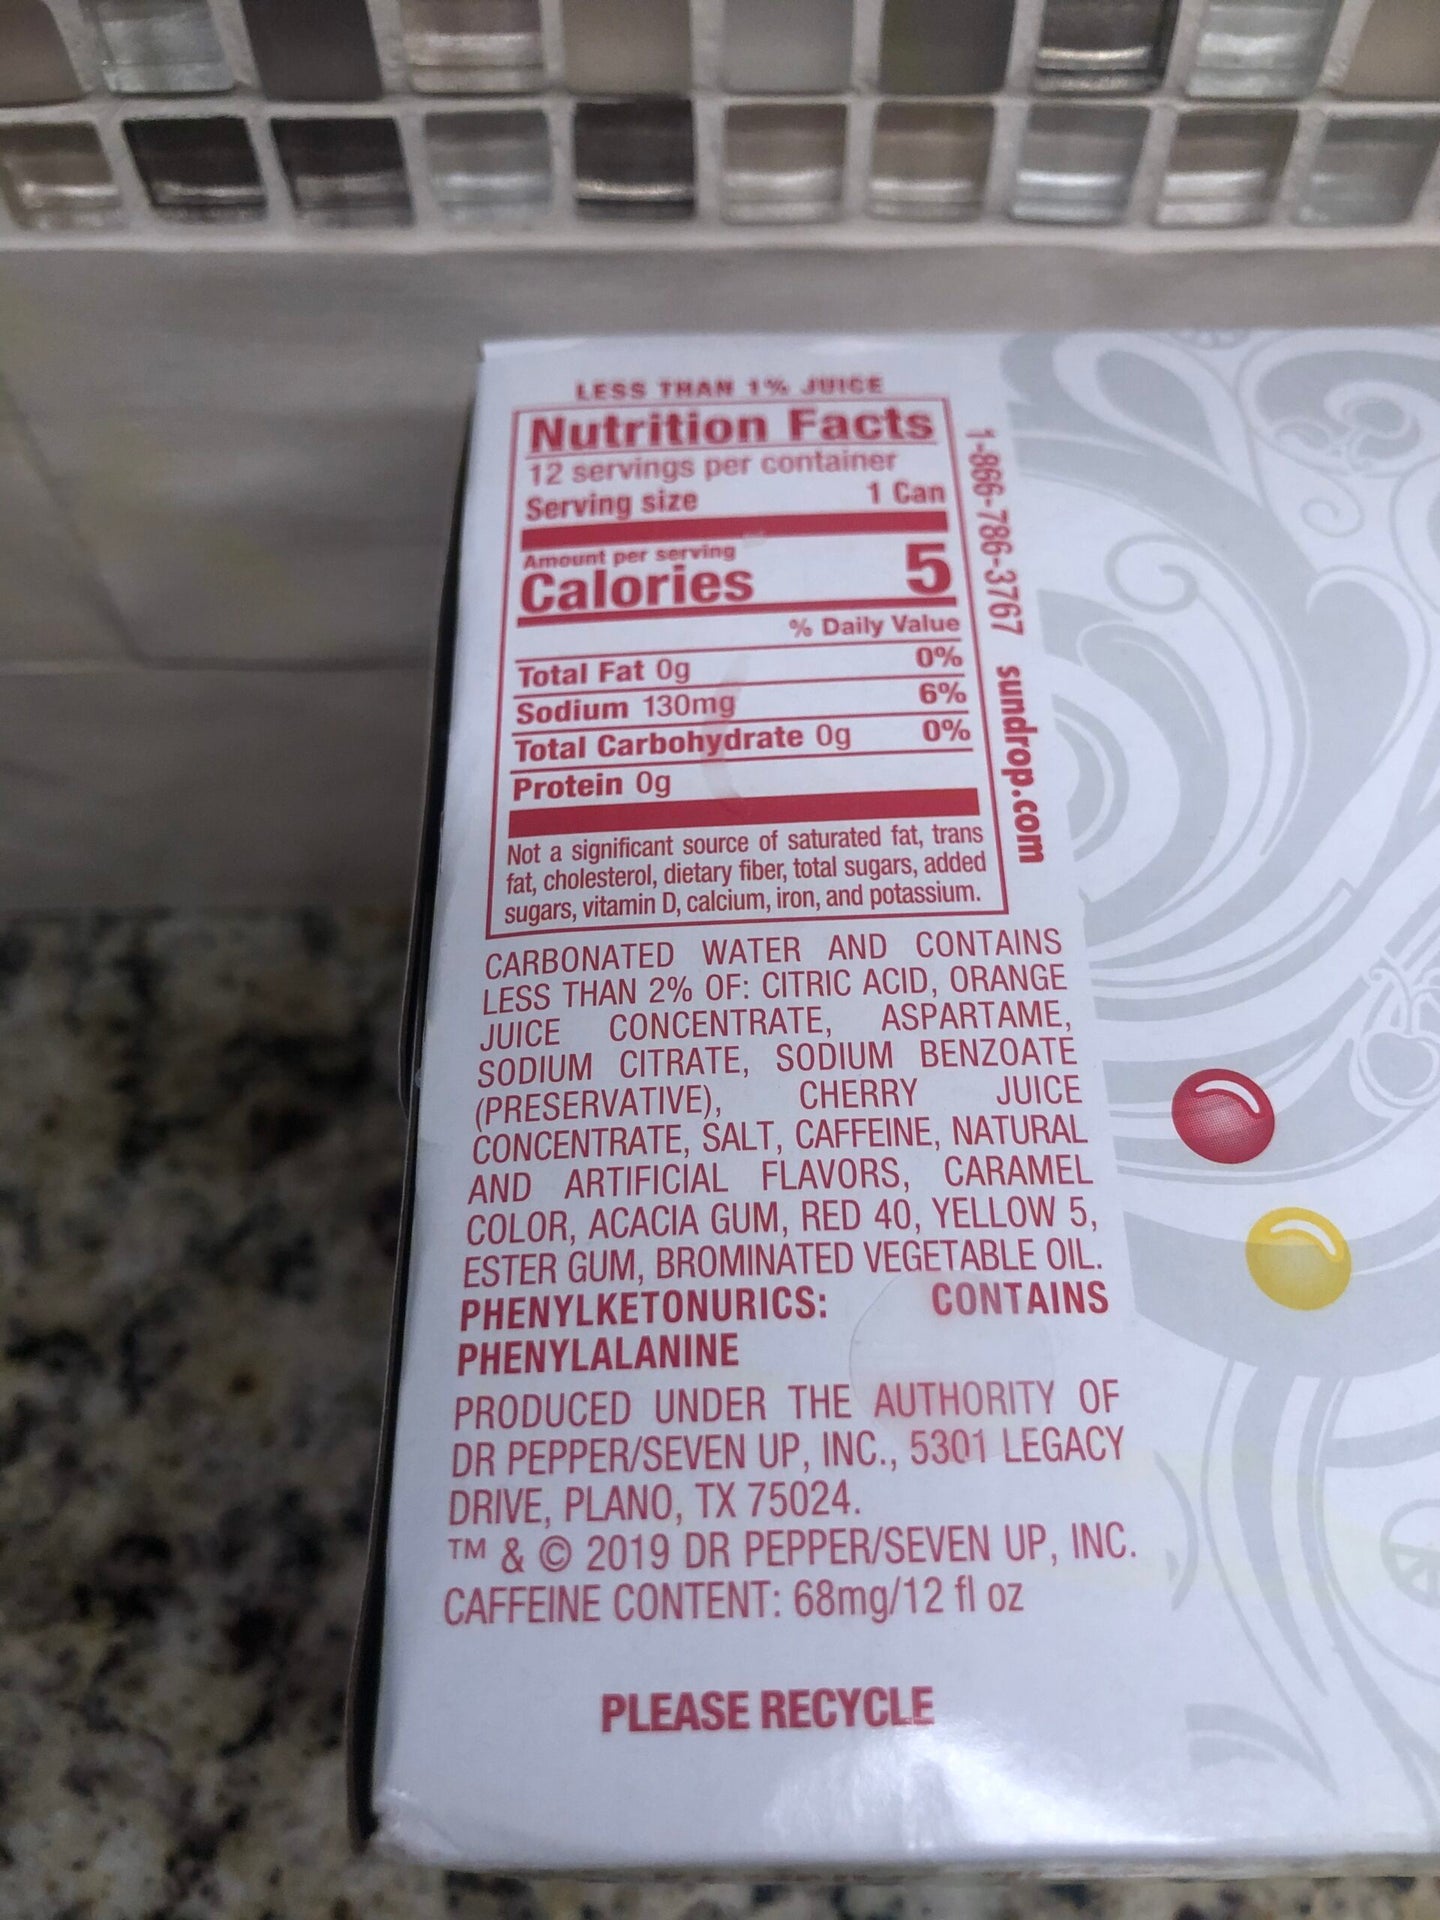 LESS THAN 1% JUICE
Nutrition Facts
12 servings per container
Serving size 1 Can
Amount per serving
Calories 5
% Daily Value
Total Fat 0g 0%
Sodium 130mg 6%
Total Carbohydrate 0g 0%
Protein 0g
Not a significant source of saturated fat, trans
fat, cholesterol, dietary fiber, total sugars, added
sugars, vitamin D, calcium, iron, and potassium.
1-866-786-3767 sundrop.com
CARBONATED WATER AND CONTAINS
LESS THAN 2% OF: CITRIC ACID, ORANGE
JUICE CONCENTRATE, ASPARTAME,
SODIUM CITRATE, SODIUM BENZOATE
(PRESERVATIVE), CHERRY JUICE
CONCENTRATE, SALT, CAFFEINE, NATURAL
AND ARTIFICIAL FLAVORS, CARAMEL
COLOR, ACACIA GUM, RED 40, YELLOW 5,
ESTER GUM, BROMINATED VEGETABLE OIL.
PHENYLKETONURICS: CONTAINS
PHENYLALANINE
PRODUCED UNDER THE AUTHORITY OF
DR PEPPER/SEVEN UP, INC., 5301 LEGACY
DRIVE, PLANO, TX 75024.
™ & © 2019 DR PEPPER/SEVEN UP, INC.
CAFFEINE CONTENT: 68mg/12 fl oz
PLEASE RECYCLE